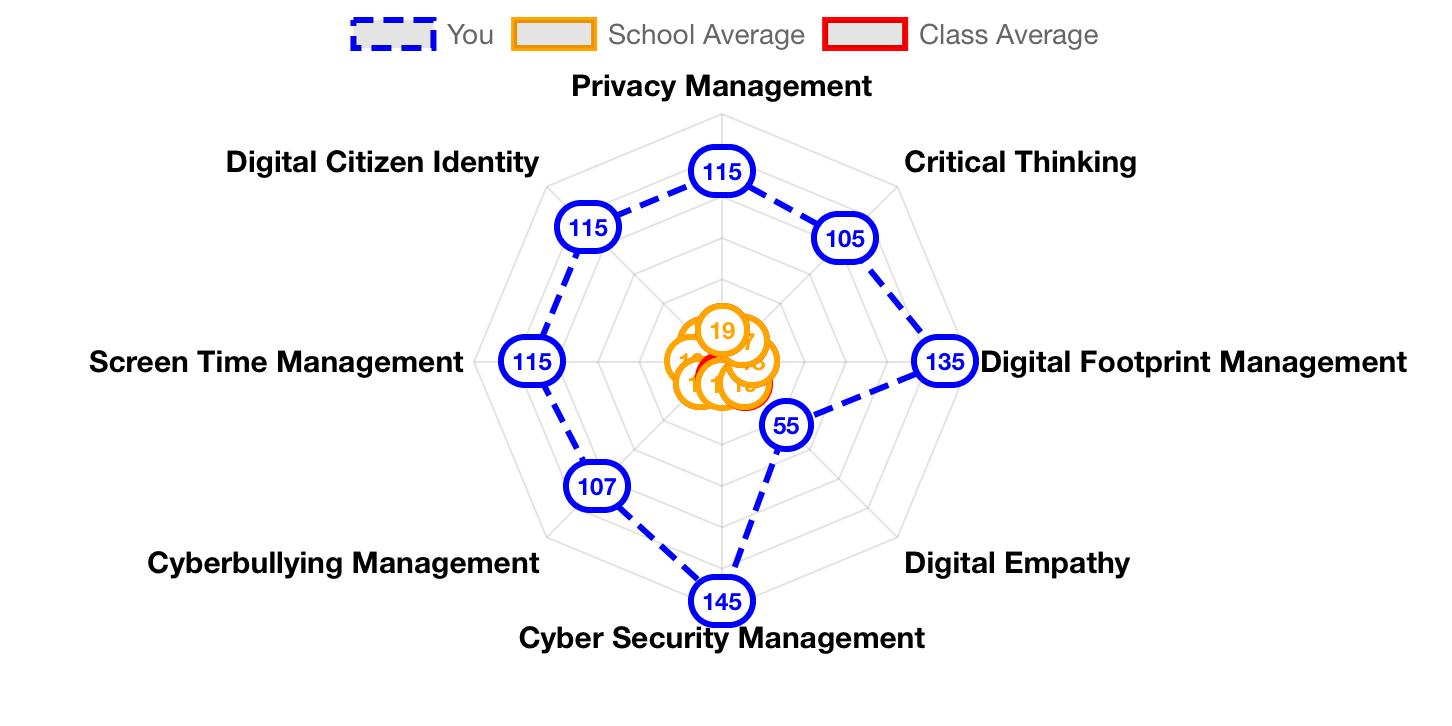 You School Average Class Average
Privacy Management
Digital Citizen Identity Critical Thinking
115
115
105
19
Screen Time Management 115 135 Digital Footprint Management
55
107
Cyberbullying Management Digital Empathy
145
Cyber Security Management